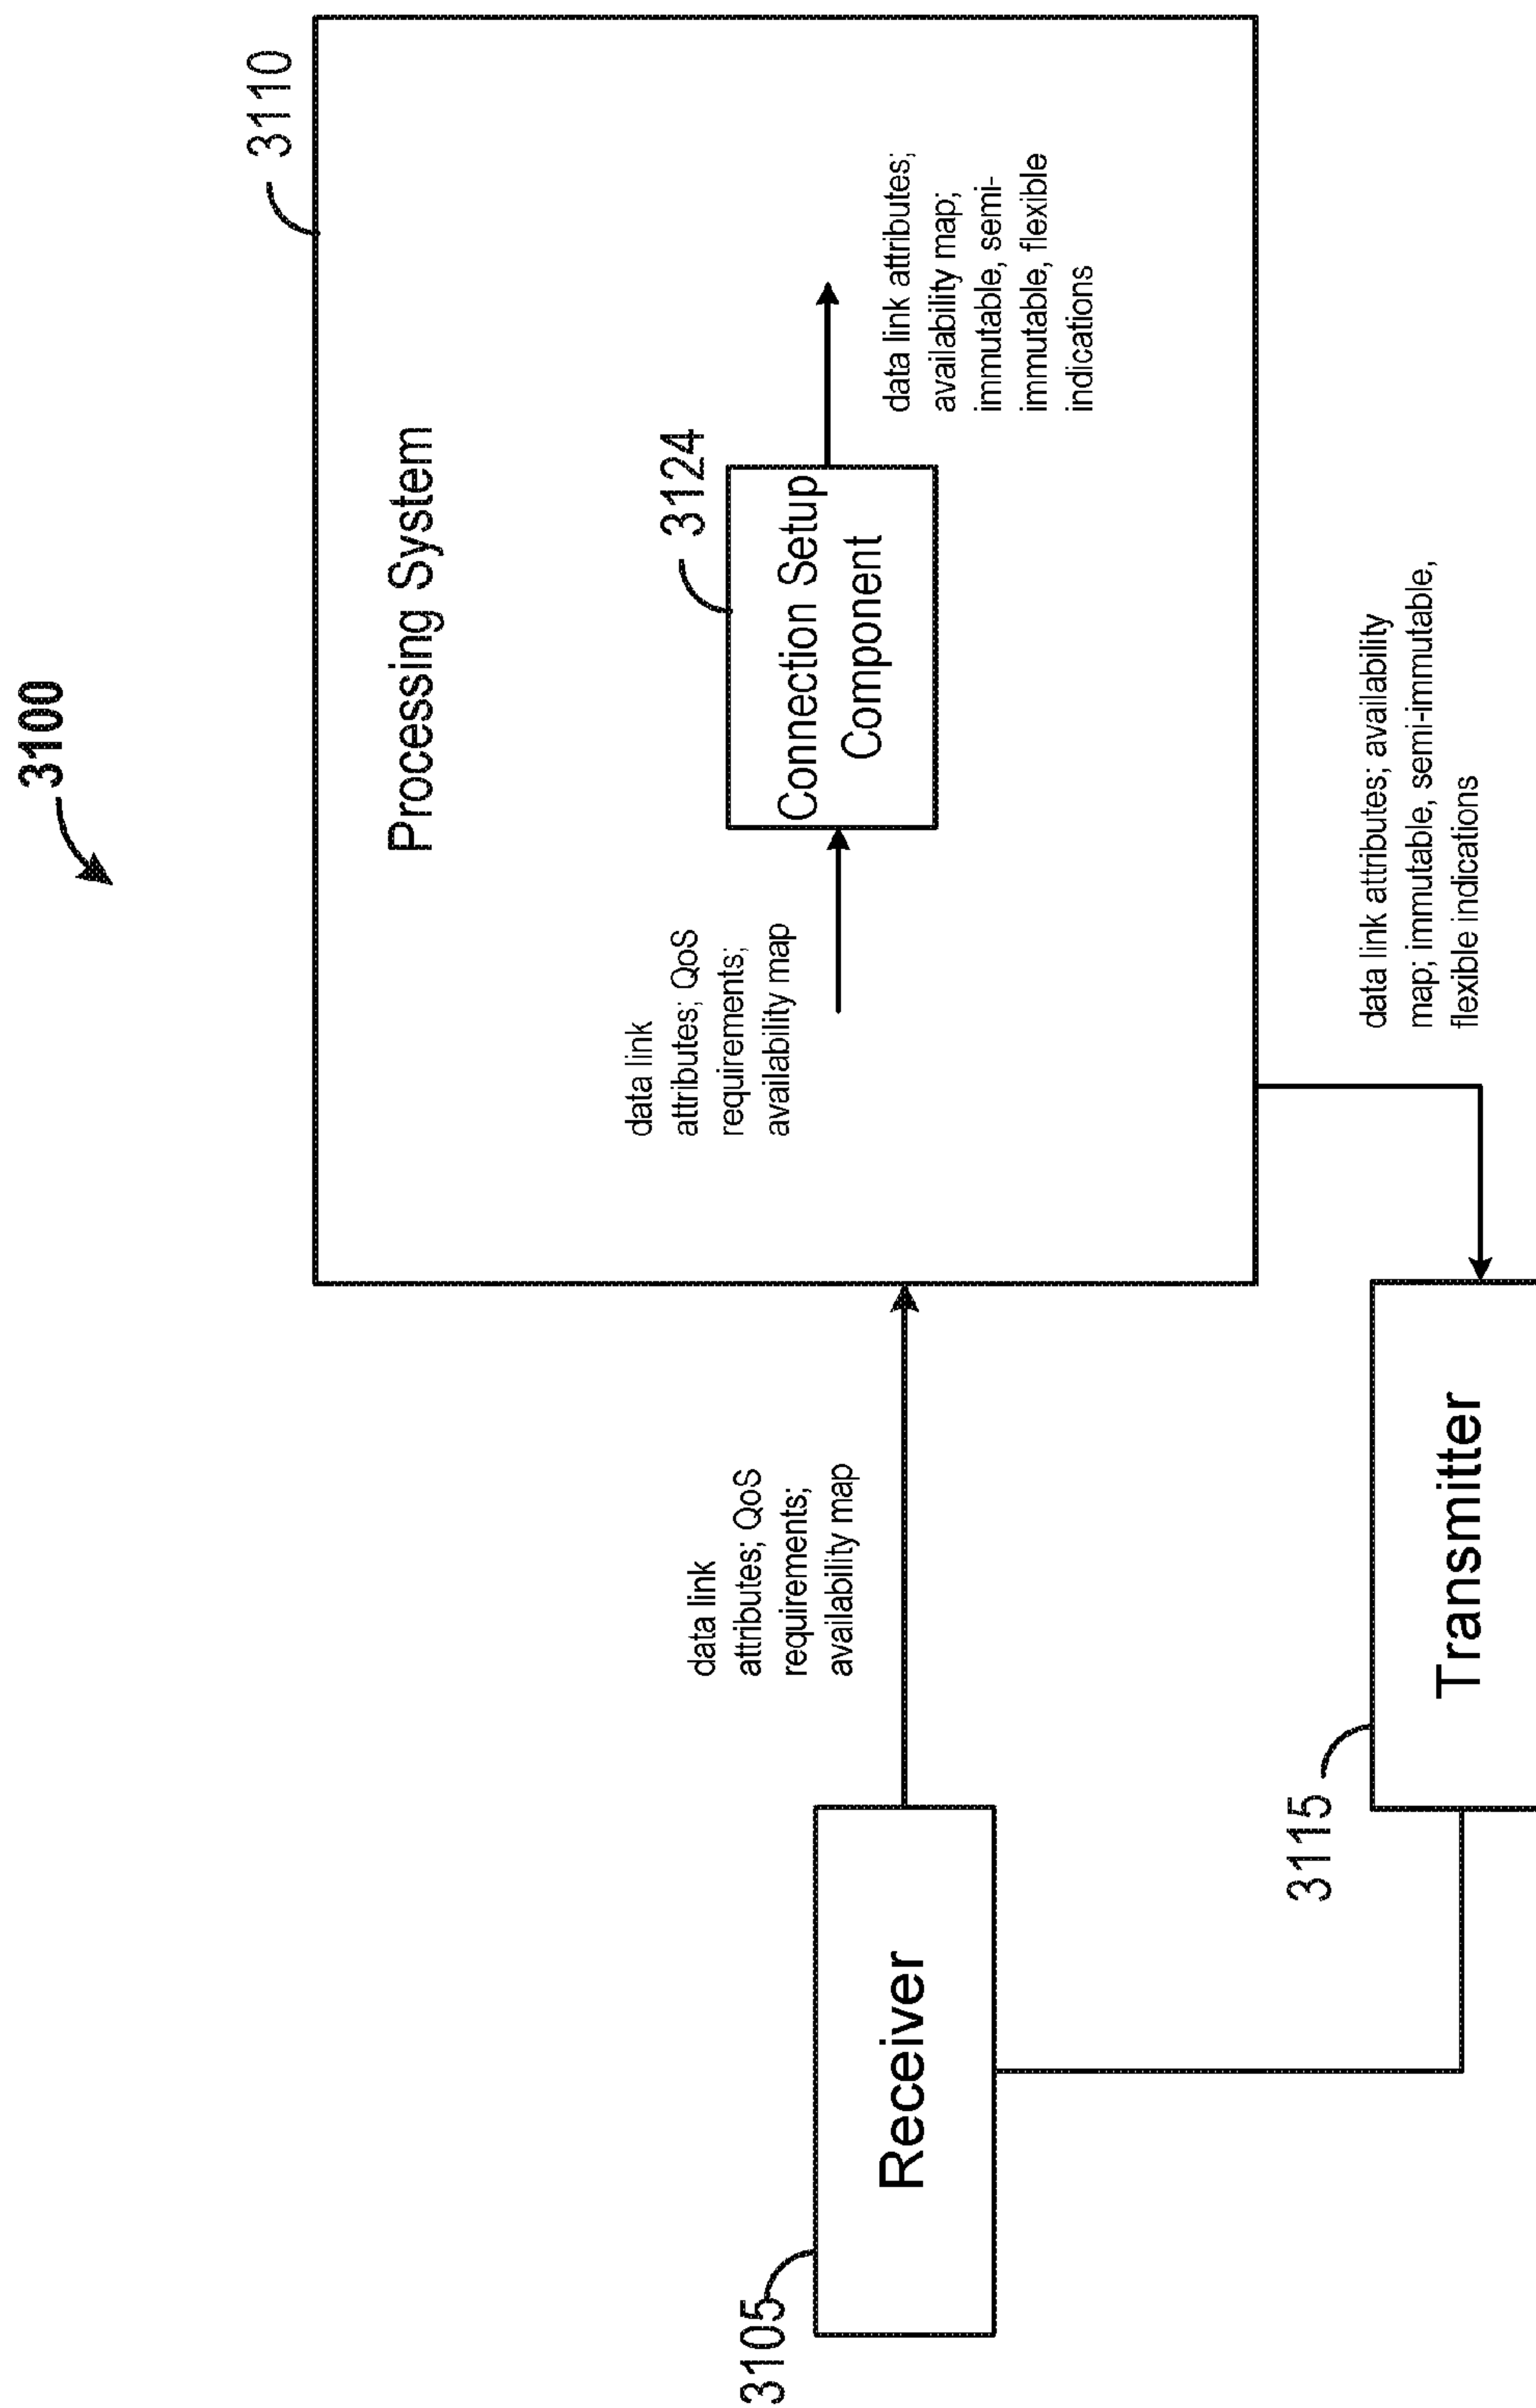 3100
3110
Processing System
3124
Connection Setup
Component
data link
attributes; QoS
requirements;
availability map
data link attributes;
availability map;
immutable, semi-
immutable, flexible
indications
data link
attributes; QoS
requirements;
availability map
3105
Receiver
data link attributes; availability
map; immutable, semi-immutable,
flexible indications
3115
Transmitter